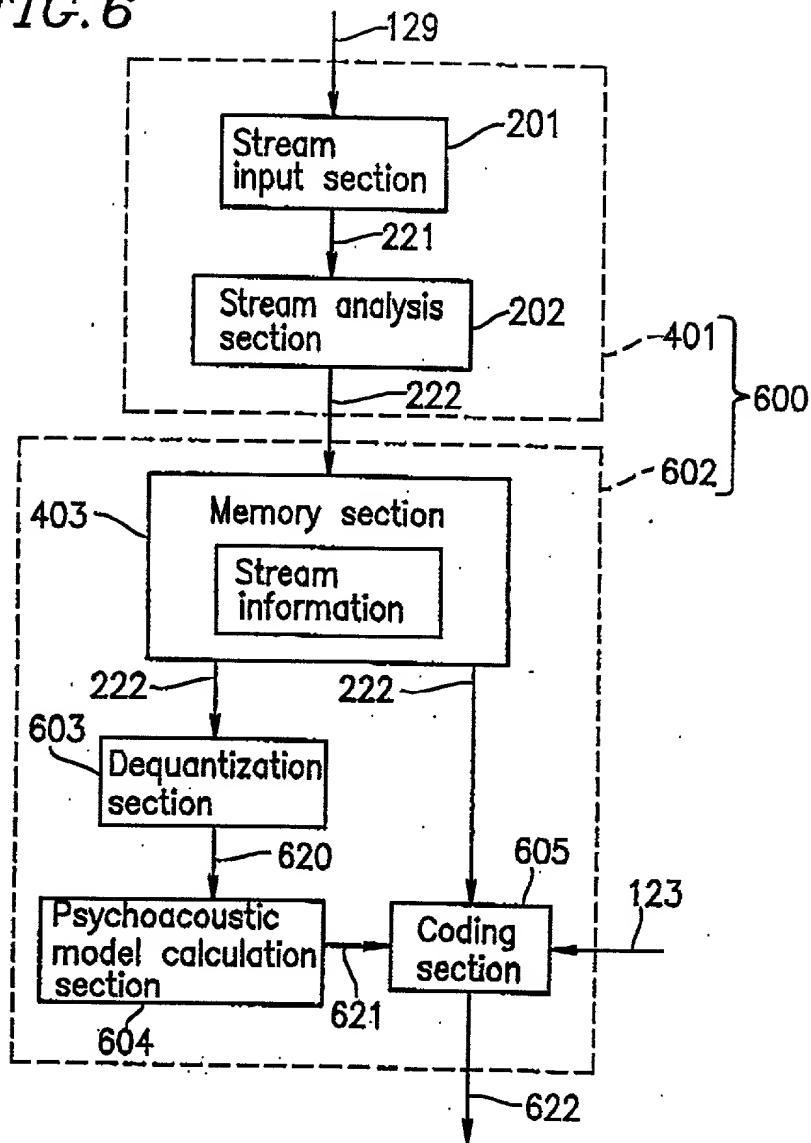 FIG. 6
129
Stream
input section
201
221
Stream analysis
section
202
401
600
222
602
403
Memory section
Stream
information
222
222
603
Dequantization
section
620
605
123
Psychoacoustic
model calculation
section
Coding
section
621
604
622